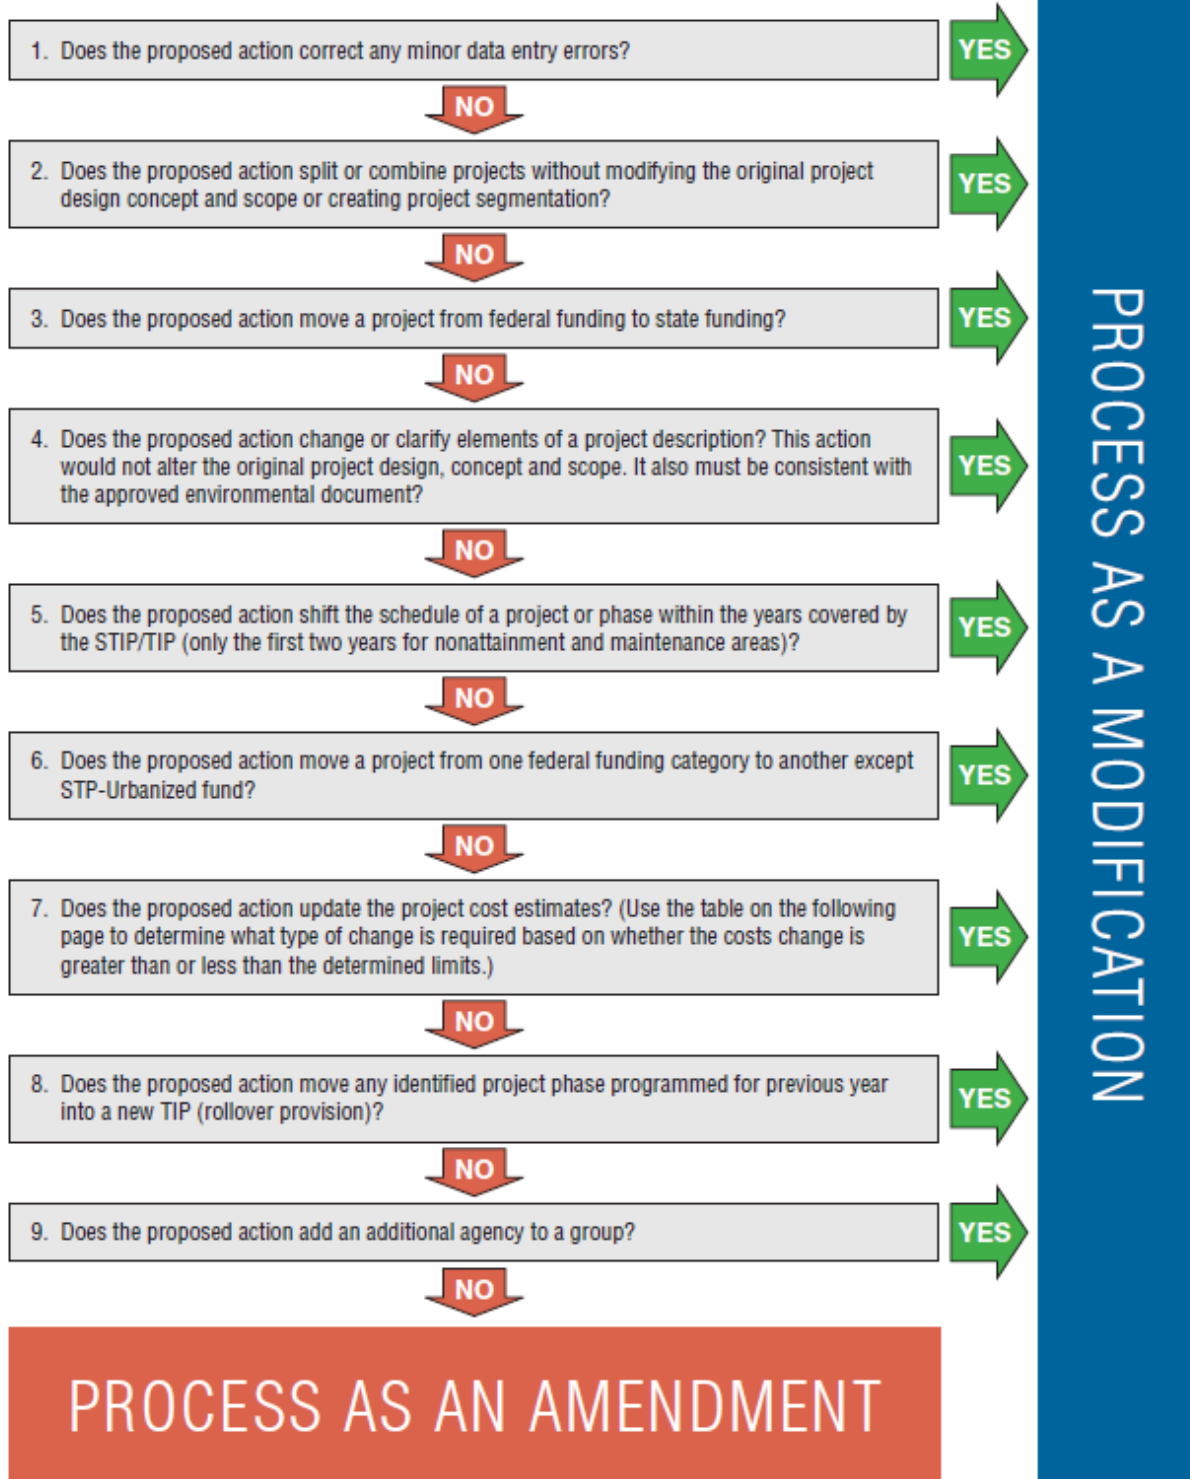 1. Does the proposed action correct any minor data entry errors?
YES
NO
2. Does the proposed action split or combine projects without modifying the original project
design concept and scope or creating project segmentation?
YES
NO
3. Does the proposed action move a project from federal funding to state funding?
YES
NO
4. Does the proposed action change or clarify elements of a project description? This action
would not alter the original project design, concept and scope. It also must be consistent with
the approved environmental document?
YES
NO
5. Does the proposed action shift the schedule of a project or phase within the years covered by
the STIP/TIP (only the first two years for nonattainment and maintenance areas)?
YES
NO
6. Does the proposed action move a project from one federal funding category to another except
STP-Urbanized fund?
YES
NO
7. Does the proposed action update the project cost estimates? (Use the table on the following
page to determine what type of change is required based on whether the costs change is
greater than or less than the determined limits.)
YES
NO
8. Does the proposed action move any identified project phase programmed for previous year
into a new TIP (rollover provision)?
YES
NO
9. Does the proposed action add an additional agency to a group?
YES
NO
PROCESS AS AN AMENDMENT
PROCESS AS A MODIFICATION